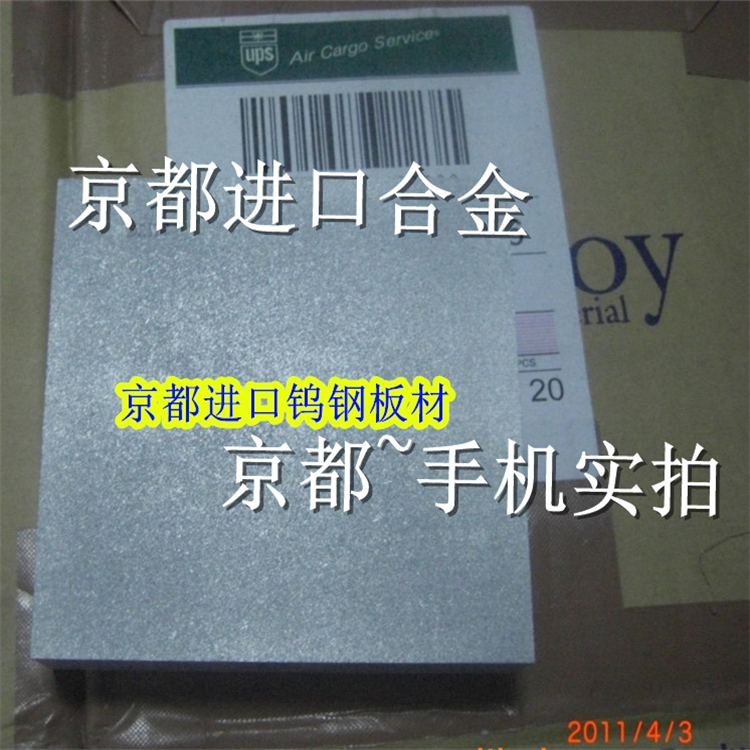 ups Air Cargo Service
京都进口合金
oy
erial
PCS
20
京都进口钨钢板材
京都~手机实拍
2011/4/3